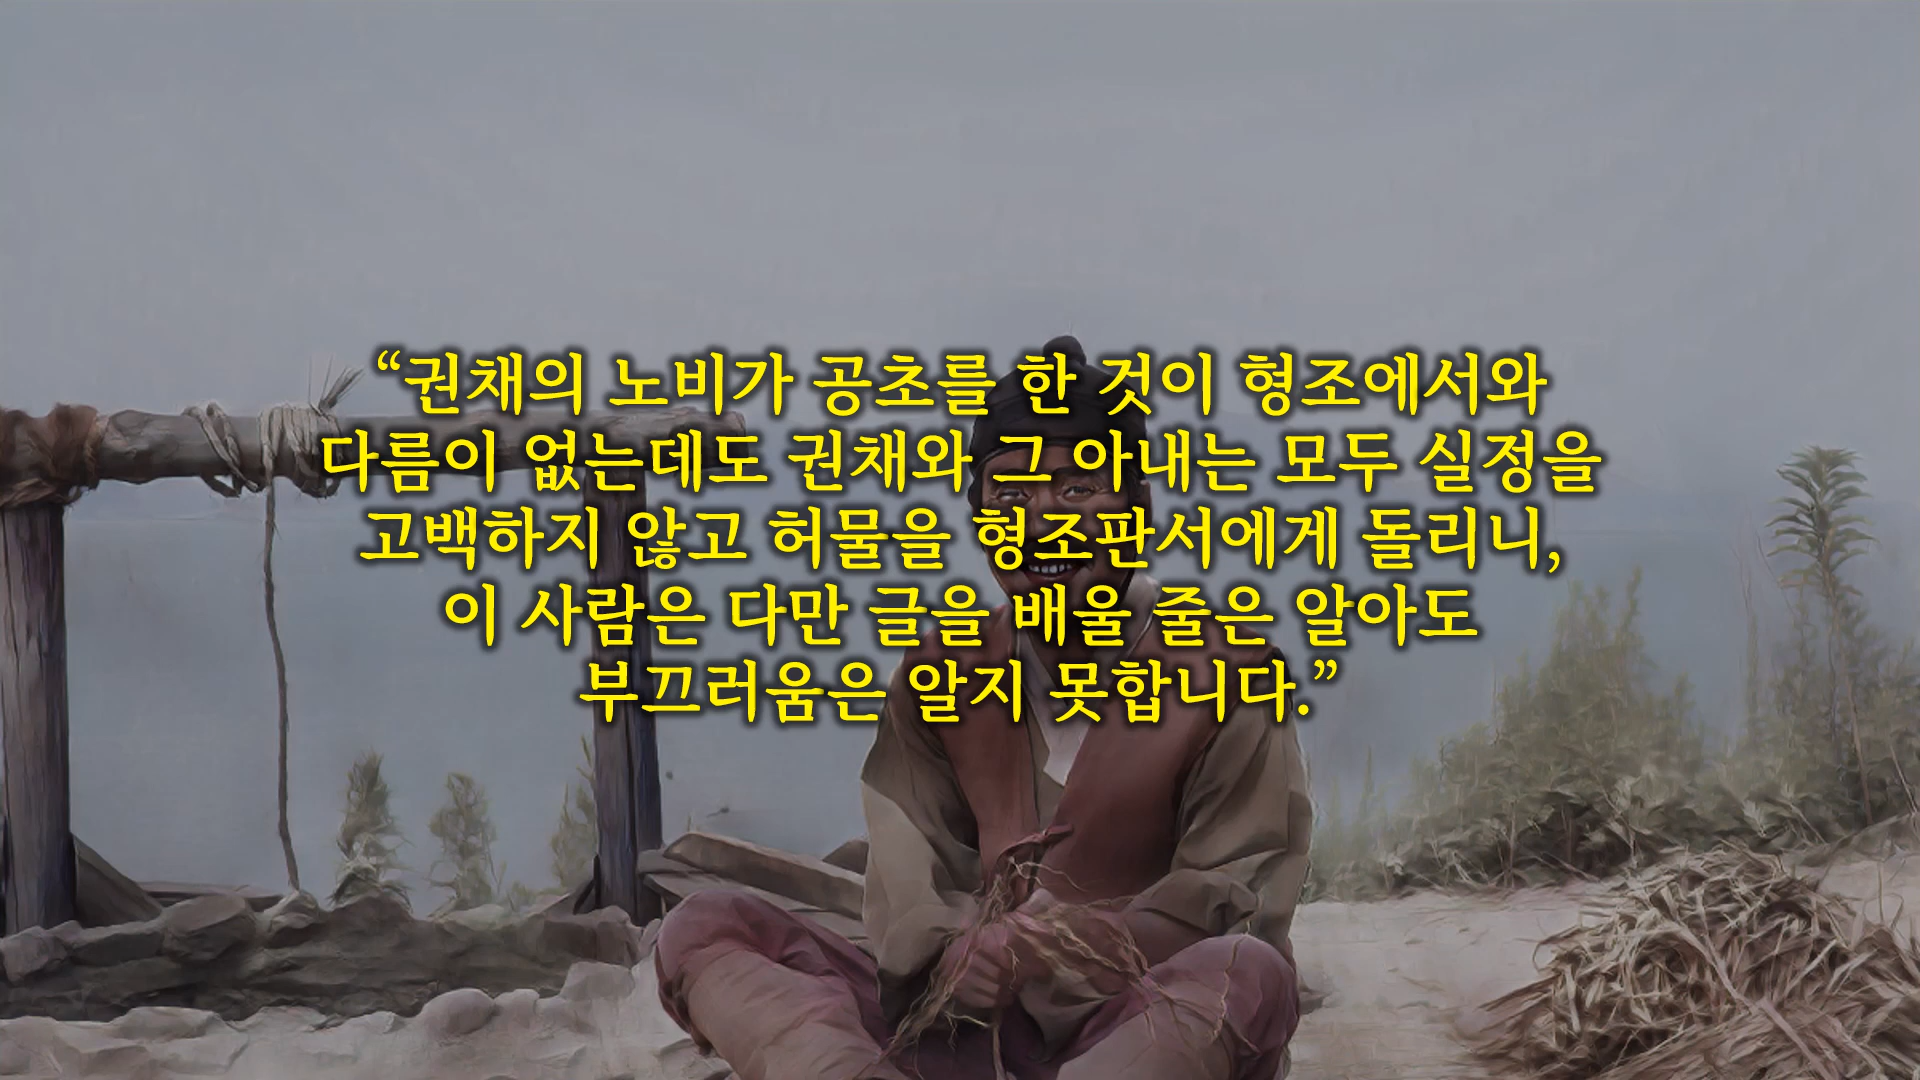 “권채의 노비가 공초를 한 것이 형조에서와
다름이 없는데도 권채와 그 아내는 모두 실정을
고백하지 않고 허물을 형조판서에게 돌리니,
이 사람은 다만 글을 배울 줄은 알아도
부끄러움은 알지 못합니다.”